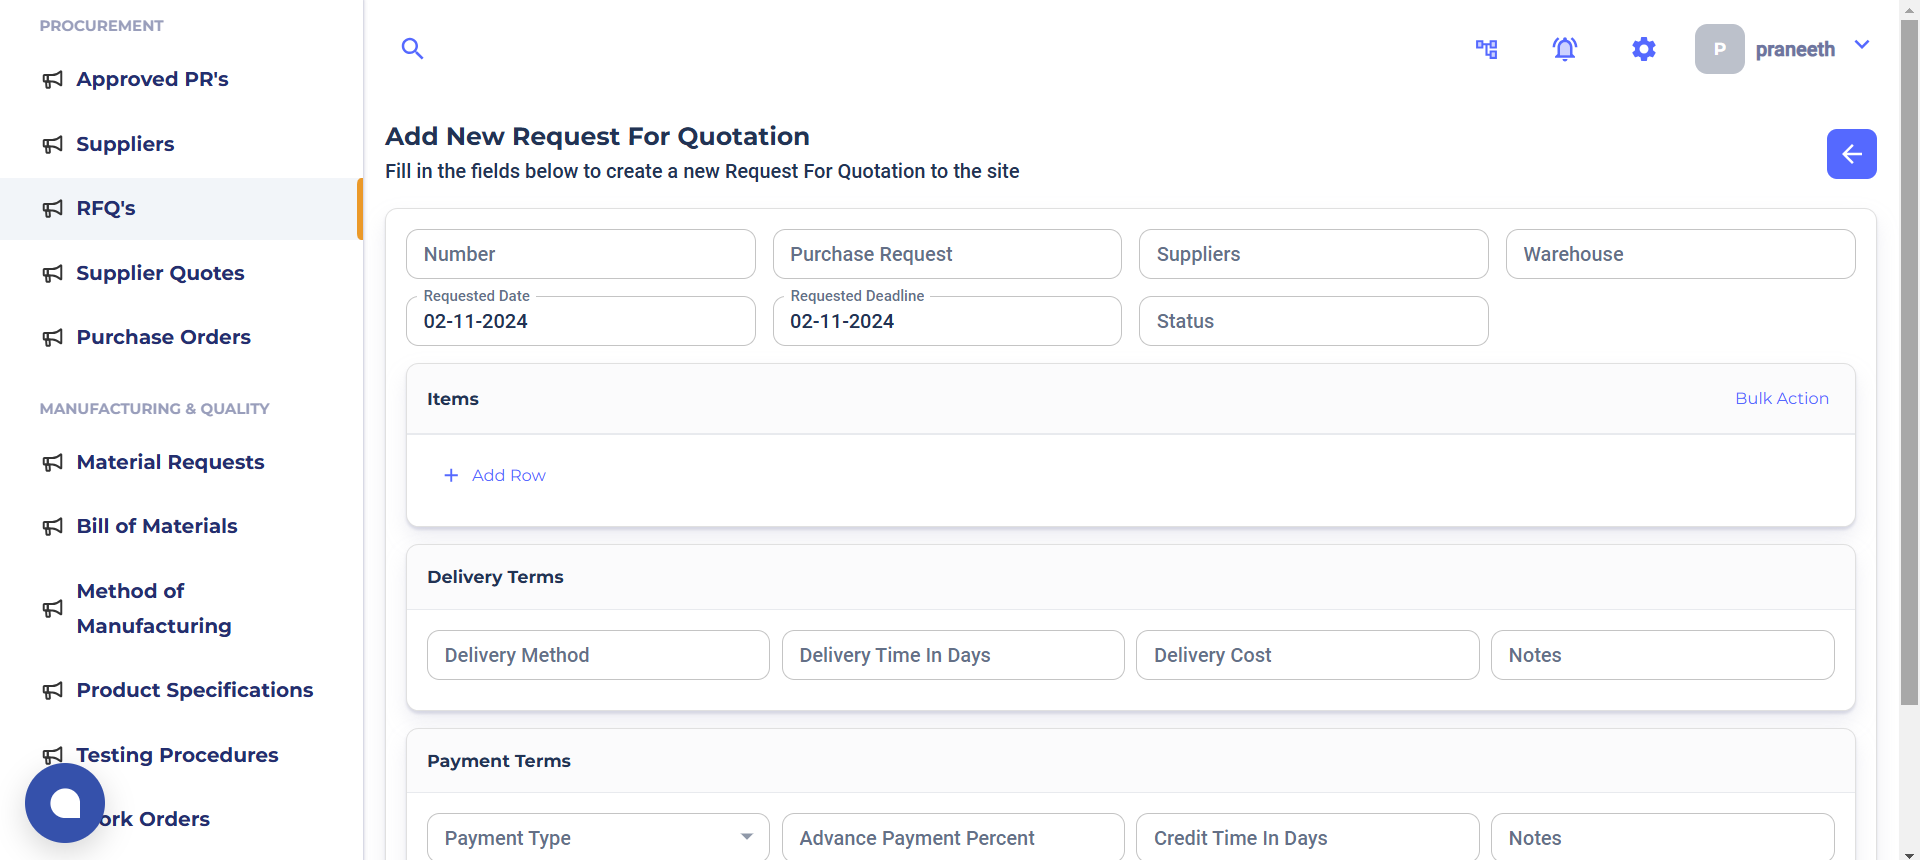 PROCUREMENT
Approved PR's
Suppliers
RFQ's
Supplier Quotes
Purchase Orders
MANUFACTURING & QUALITY
Material Requests
Bill of Materials
Method of
Manufacturing
Product Specifications
Testing Procedures
ork Orders
P praneeth
Add New Request For Quotation
Fill in the fields below to create a new Request For Quotation to the site
Number Purchase Request Suppliers Warehouse
Requested Date Requested Deadline
02-11-2024 02-11-2024 Status
Items Bulk Action
+ Add Row
Delivery Terms
Delivery Method Delivery Time In Days Delivery Cost Notes
Payment Terms
Payment Type Advance Payment Percent Credit Time In Days Notes